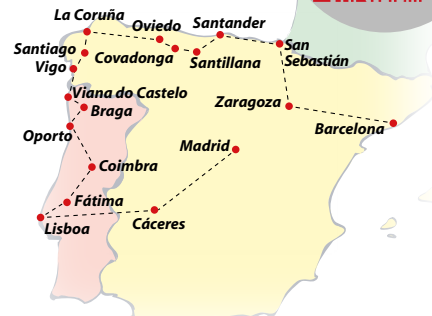 La Coruña
Oviedo
Santander
Santiago
Covadonga
San
Sebastián
Vigo
Santillana
Viana do Castelo
Braga
Zaragoza
Oporto
Barcelona
Madrid
Coimbra
Fátima
Lisboa
Cáceres